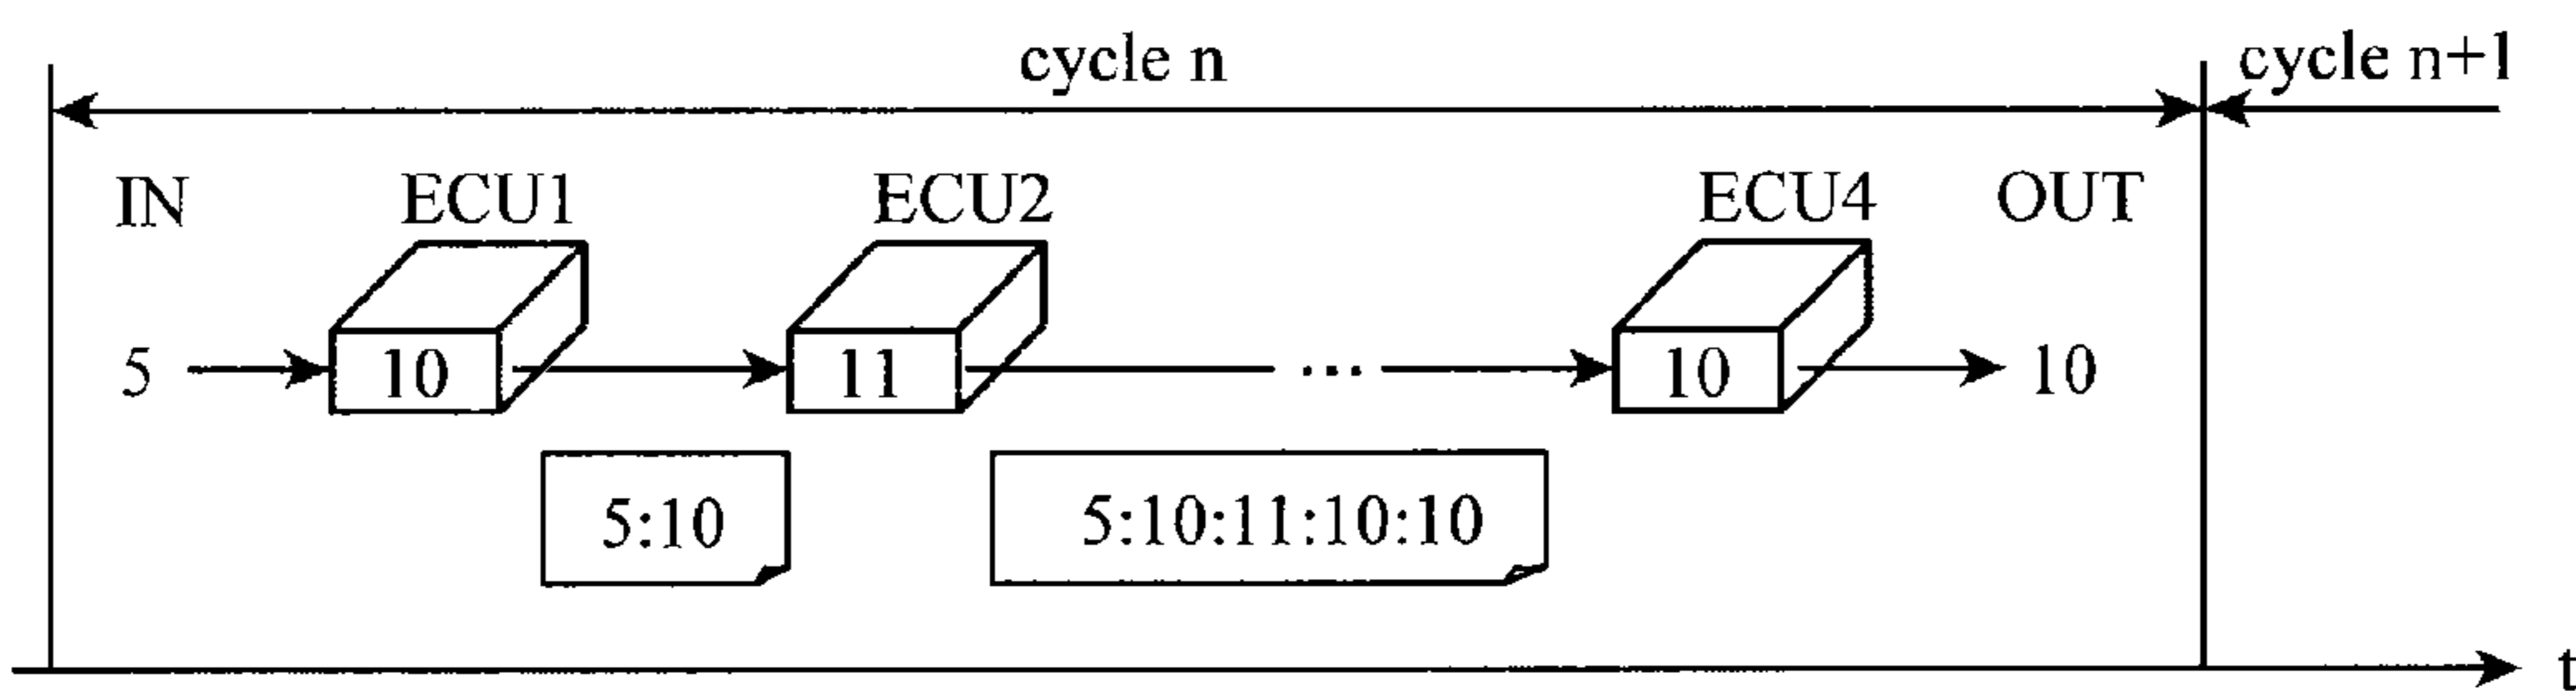 cycle n
cycle n+1
IN ECU1 ECU2 ECU4 OUT
5 10 11 ... 10 10
5:10 5:10:11:10:10
t